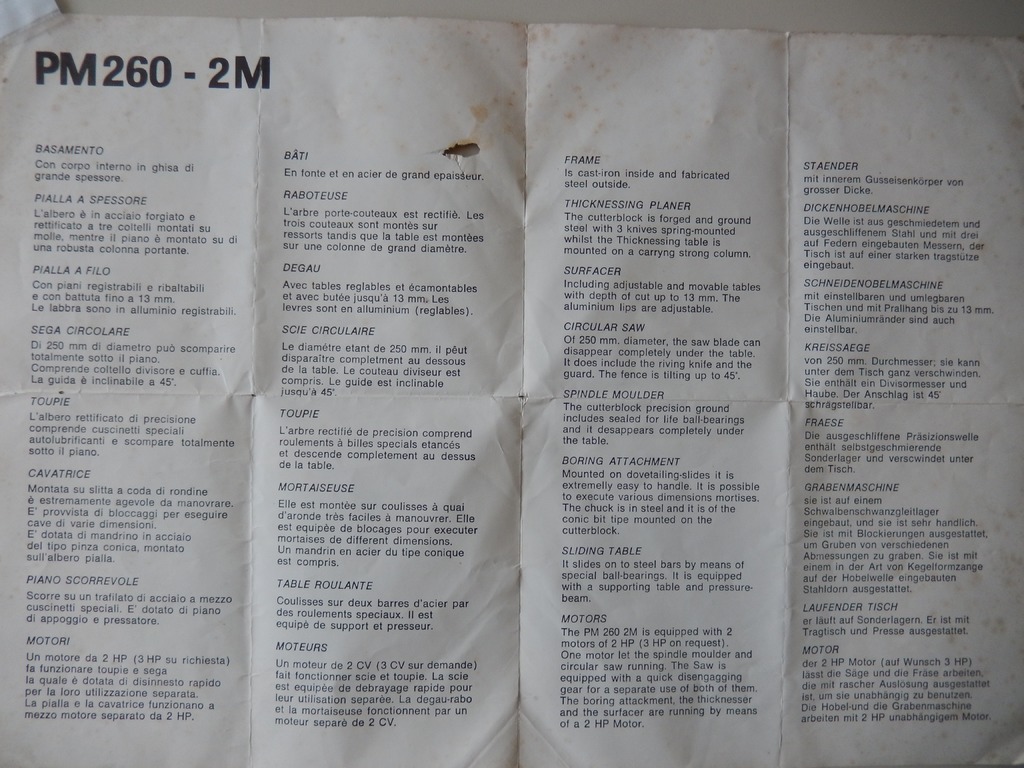 PM260 - 2M
BASAMENTO
Con corpo interno in ghisa di
grande spessore.
PIALLA A SPESSORE
L'albero è in acciaio forgiato e
rettificato a tre coltelli montati su
molle, mentre il piano è montato su di
una robusta colonna portante.
PIALLA A FILO
Con piani registrabili e ribaltabili
e con battuta fino a 13 mm.
Le labbra sono in alluminio registrabili.
SEGA CIRCOLARE
Di 250 mm di diametro può scomparire
totalmente sotto il piano.
Comprende coltello divisore e cuffia.
La guida è inclinabile a 45°.
TOUPIE
L'albero rettificato di precisione
comprende cuscinetti speciali
autolubrificanti e scompare totalmente
sotto il piano.
CAVATRICE
Montata su slitta a coda di rondine
è estremamente agevole da manovrare.
E' provvista di bloccaggi per eseguire
cave di varie dimensioni.
E' dotata di mandrino in acciaio
del tipo pinza conica, montato
sull'albero pialla.
PIANO SCORREVOLE
Scorre su un trafilato di acciaio a mezzo
cuscinetti speciali. E' dotato di piano
di appoggio e pressatore.
MOTORI
Un motore da 2 HP (3 HP su richiesta)
fa funzionare toupie e sega
la quale è dotata di disinnesto rapido
per la loro utilizzazione separata.
La pialla e la cavatrice funzionano a
mezzo motore separato da 2 HP.
BÂTI
En fonte et en acier de grand epaisseur.
RABOTEUSE
L'arbre porte-couteaux est rectifiè. Les
trois couteaux sont montès sur
ressorts tandis que la table est montées
sur une colonne de grand diamètre.
DEGAU
Avec tables reglables et écamontables
et avec butée jusqu'à 13 mm. Les
levres sont en alluminium (reglables).
SCIE CIRCULAIRE
Le diamétre etant de 250 mm. il pêut
disparaître completment au dessous
de la table. Le couteau diviseur est
compris. Le guide est inclinable
jusqu'à 45°.
TOUPIE
L'arbre rectifié de precision comprend
roulements à billes specials etancés
et descende completement au dessus
de la table.
MORTAISEUSE
Elle est montée sur coulisses à quai
d'aronde très faciles à manouvrer. Elle
est equipée de blocages pour executer
mortaises de different dimensions.
Un mandrin en acier du tipe conique
est compris.
TABLE ROULANTE
Coulisses sur deux barres d'acier par
des roulements speciaux. Il est
equipè de support et presseur.
MOTEURS
Un moteur de 2 CV (3 CV sur demande)
fait fonctionner scie et toupie. La scie
est equipée de debrayage rapide pour
leur utilisation separée. La degau-rabo
et la mortaiseuse fonctionnent par un
moteur separè de 2 CV.
FRAME
Is cast-iron inside and fabricated
steel outside.
THICKNESSING PLANER
The cutterblock is forged and ground
steel with 3 knives spring-mounted
whilst the Thicknessing table is
mounted on a carryng strong column.
SURFACER
Including adjustable and movable tables
with depth of cut up to 13 mm. The
aluminium lips are adjustable.
CIRCULAR SAW
Of 250 mm. diameter, the saw blade can
disappear completely under the table.
It does include the riving knife and the
guard. The fence is tilting up to 45°.
SPINDLE MOULDER
The cutterblock precision ground
includes sealed for life ball-bearings
and it desappears completely under
the table.
BORING ATTACHMENT
Mounted on dovetailing-slides it is
extremelly easy to handle. It is possible
to execute various dimensions mortises.
The chuck is in steel and it is of the
conic bit tipe mounted on the
cutterblock.
SLIDING TABLE
It slides on to steel bars by means of
special ball-bearings. It is equipped
with a supporting table and pressure-
beam.
MOTORS
The PM 260 2M is equipped with 2
motors of 2 HP (3 HP on request).
One motor let the spindle moulder and
circular saw running. The Saw is
equipped with a quick disengagging
gear for a separate use of both of them.
The boring attachment, the thicknesser
and the surfacer are running by means
of a 2 HP Motor.
STAENDER
mit innerem Gusseisenkörper von
grosser Dicke.
DICKENHOBELMASCHINE
Die Welle ist aus geschmiedetem und
ausgeschliffenem Stahl und mit drei
auf Federn eingebauten Messern, der
Tisch ist auf einer starken tragstütze
eingebaut.
SCHNEIDENOBELMASCHINE
mit einstellbaren und umlegbaren
Tischen und mit Prallhang bis zu 13 mm.
Die Aluminiumränder sind auch
einstellbar.
KREISSAEGE
von 250 mm. Durchmesser; sie kann
unter dem Tisch ganz verschwinden.
Sie enthält ein Divisormesser und
Haube. Der Anschlag ist 45°
schrägstellbar.
FRAESE
Die ausgeschliffene Präsizionswelle
enthält selbstgeschmierende
Sonderlager und verscwindet unter
dem Tisch.
GRABENMASCHINE
sie ist auf einem
Schwalbenschwanzgleitlager
eingebaut, und sie ist sehr handlich.
Sie ist mit Blockierungen ausgestattet,
um Gruben von verschiedenen
Abmessungen zu graben. Sie ist mit
einem in der Art von Kegelformzange
auf der Hobelwelle eingebauten
Stahldorn ausgestattet.
LAUFENDER TISCH
er läuft auf Sonderlagern. Er ist mit
Tragtisch und Presse ausgestattet.
MOTOR
der 2 HP Motor (auf Wunsch 3 HP)
lässt die Säge und die Fräse arbeiten,
die mit rascher Auslösung ausgestattet
ist, um sie unabhängig zu benutzen.
Die Hobel-und die Grabenmaschine
arbeiten mit 2 HP unabhängigem Motor.